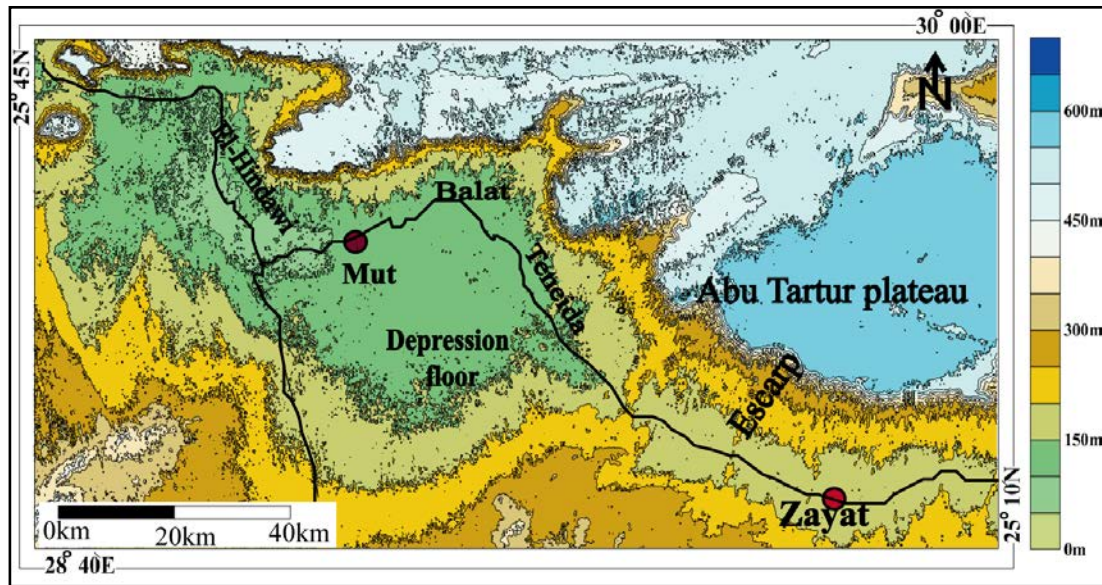 30° 00E
25° 45N
N
600m
El-Hindawi
Balat
450m
Mut
Teneida
Abu Tartur plateau
300m
Depression
floor
Escarp
150m
Zayat
0km
20km
40km
25° 10N
0m
28° 40E